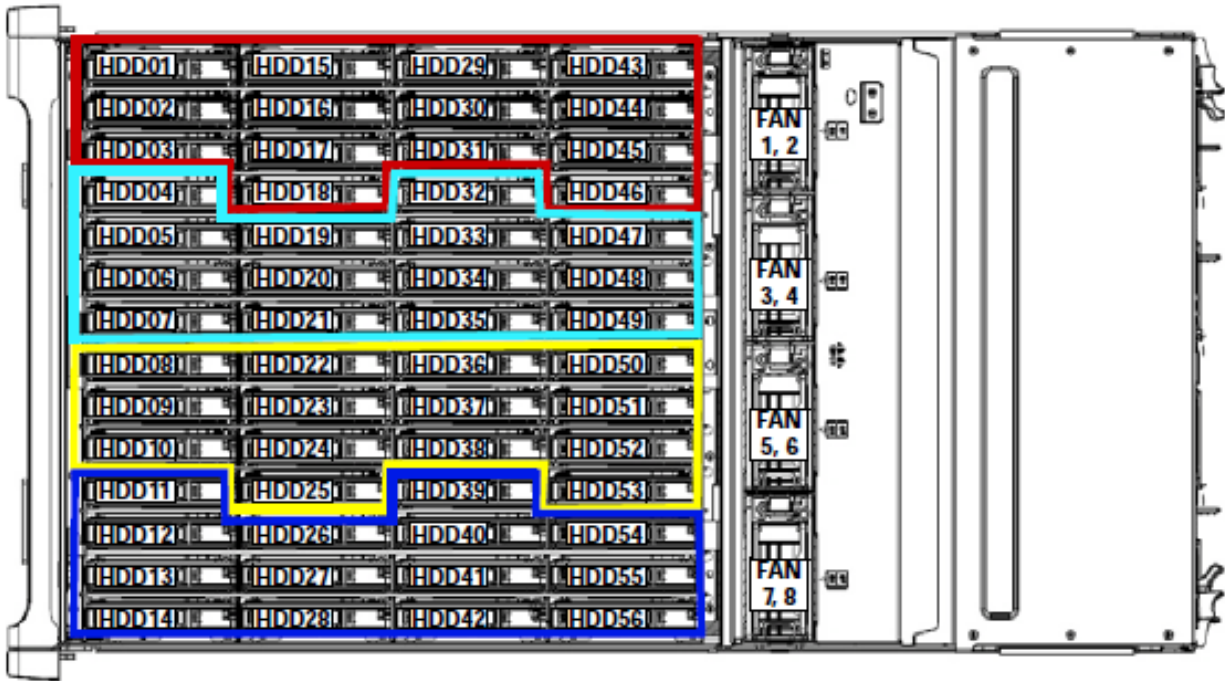 HDD01 HDD15 HDD29 HDD43
HDD02 HDD16 HDD30 HDD44
HDD03 HDD17 HDD31 HDD45
HDD04 HDD18 HDD32 HDD46
HDD05 HDD19 HDD33 HDD47
HDD06 HDD20 HDD34 HDD48
HDD07 HDD21 HDD35 HDD49
HDD08 HDD22 HDD36 HDD50
HDD09 HDD23 HDD37 HDD51
HDD10 HDD24 HDD38 HDD52
HDD11 HDD25 HDD39 HDD53
HDD12 HDD26 HDD40 HDD54
HDD13 HDD27 HDD41 HDD55
HDD14 HDD28 HDD42 HDD56
FAN
1, 2
FAN
3, 4
FAN
5, 6
FAN
7, 8